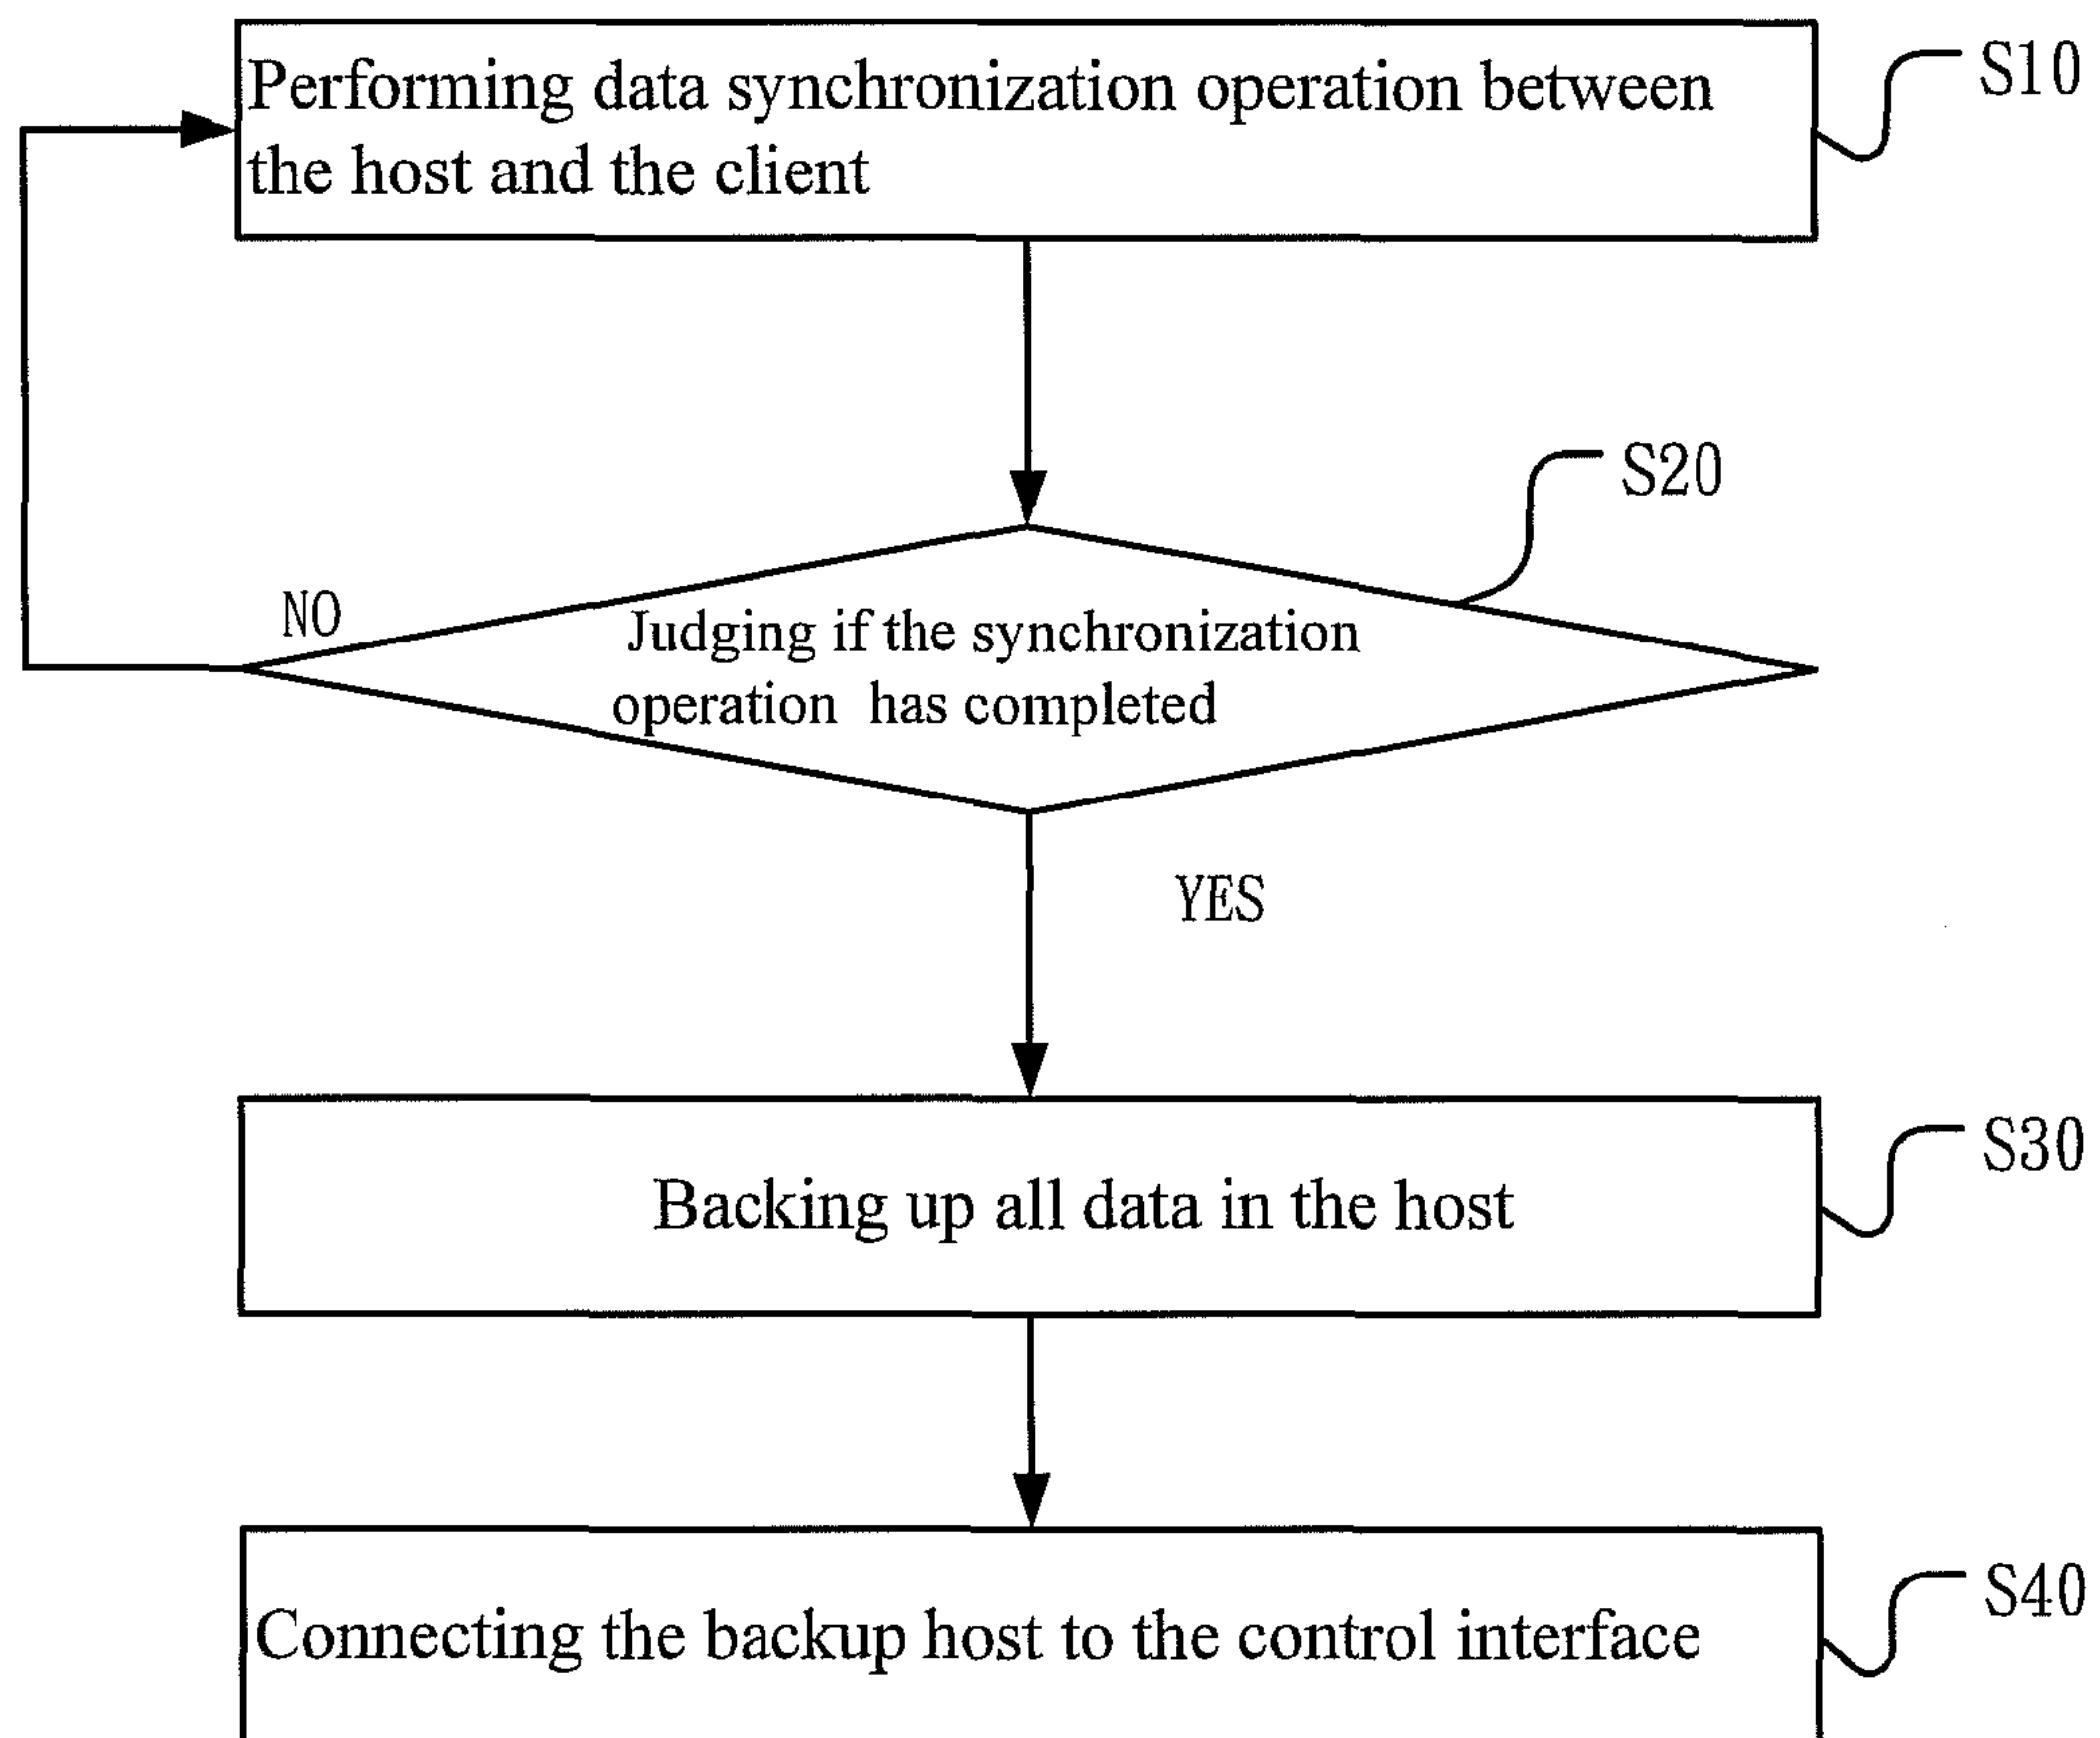 Performing data synchronization operation between
the host and the client
S10
S20
NO
Judging if the synchronization
operation has completed
YES
Backing up all data in the host
S30
Connecting the backup host to the control interface
S40